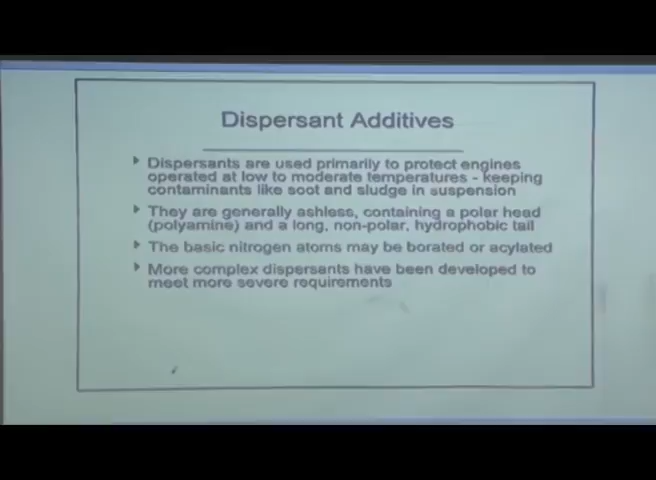 Dispersant Additives
Dispersants are used primarily to protect engines
operated at low to moderate temperatures - keeping
contaminants like soot and sludge in suspension
They are generally ashless, containing a polar head
(polyamine) and a long, non-polar, hydrophobic tail
The basic nitrogen atoms may be borated or acylated
More complex dispersants have been developed to
meet more severe requirements